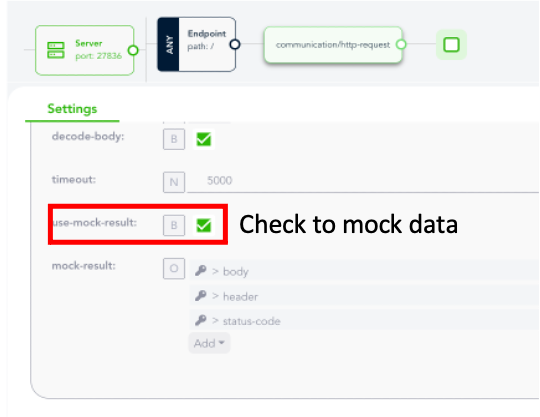 Server
port: 27836
ANY
Endpoint
path: /
communication/http-request
Settings
decode-body:
B
timeout:
N
5000
use-mock-result:
B
Check to mock data
mock-result:
O
> body
> header
> status-code
Add